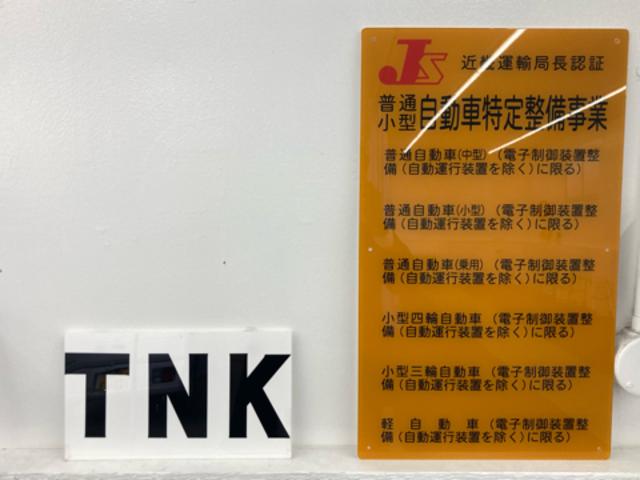 JS 近畿運輸局長認証
普通
小型 自動車特定整備事業
普通自動車(中型)(電子制御装置整
備(自動運行装置を除く)に限る)
普通自動車(小型)(電子制御装置整
備(自動運行装置を除く)に限る)
普通自動車(乗用)(電子制御装置整
備(自動運行装置を除く)に限る)
小型四輪自動車(電子制御装置整
備(自動運行装置を除く)に限る)
小型三輪自動車(電子制御装置整
備(自動運行装置を除く)に限る)
軽自動車(電子制御装置整
備(自動運行装置を除く)に限る)
TNK